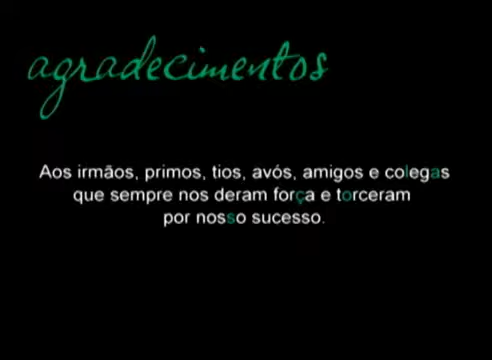 agradecimentos
Aos irmãos, primos, tios, avós, amigos e colegas
que sempre nos deram força e torceram
por nosso sucesso.